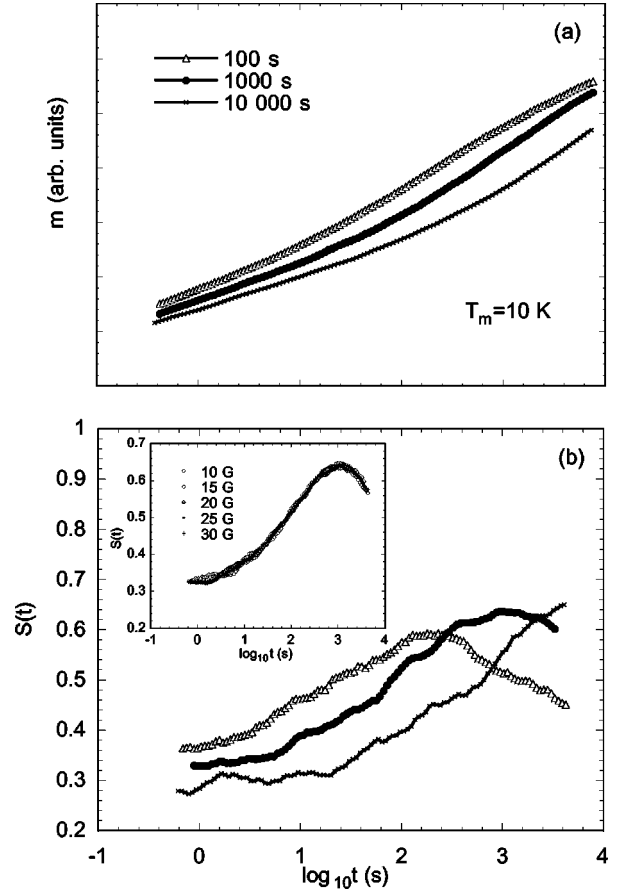 (a)
100 s
1000 s
10 000 s
m (arb. units)
T_m=10 K
(b)
1
0.9
0.8
0.7
0.6
0.5
0.4
0.3
0.2
S(t)
-1 0 1 2 3 4
log₁₀t (s)
0.7
0.6
0.5
0.4
0.3
0.2
S(t)
10 G
15 G
20 G
25 G
30 G
-1 0 1 2 3 4
log₁₀t (s)